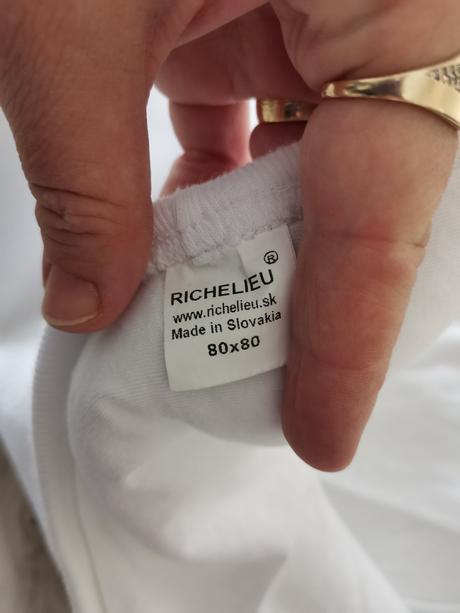 RICHELIEU®
www.richelieu.sk
Made in Slovakia
80x80